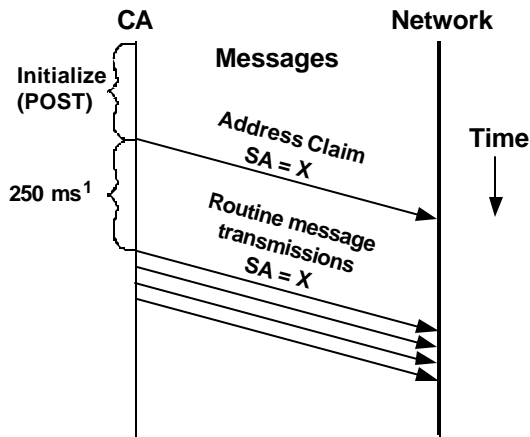 CA
Network
Messages
Initialize
(POST)
Address Claim
SA = X
Time
250 ms¹
Routine message
transmissions
SA = X